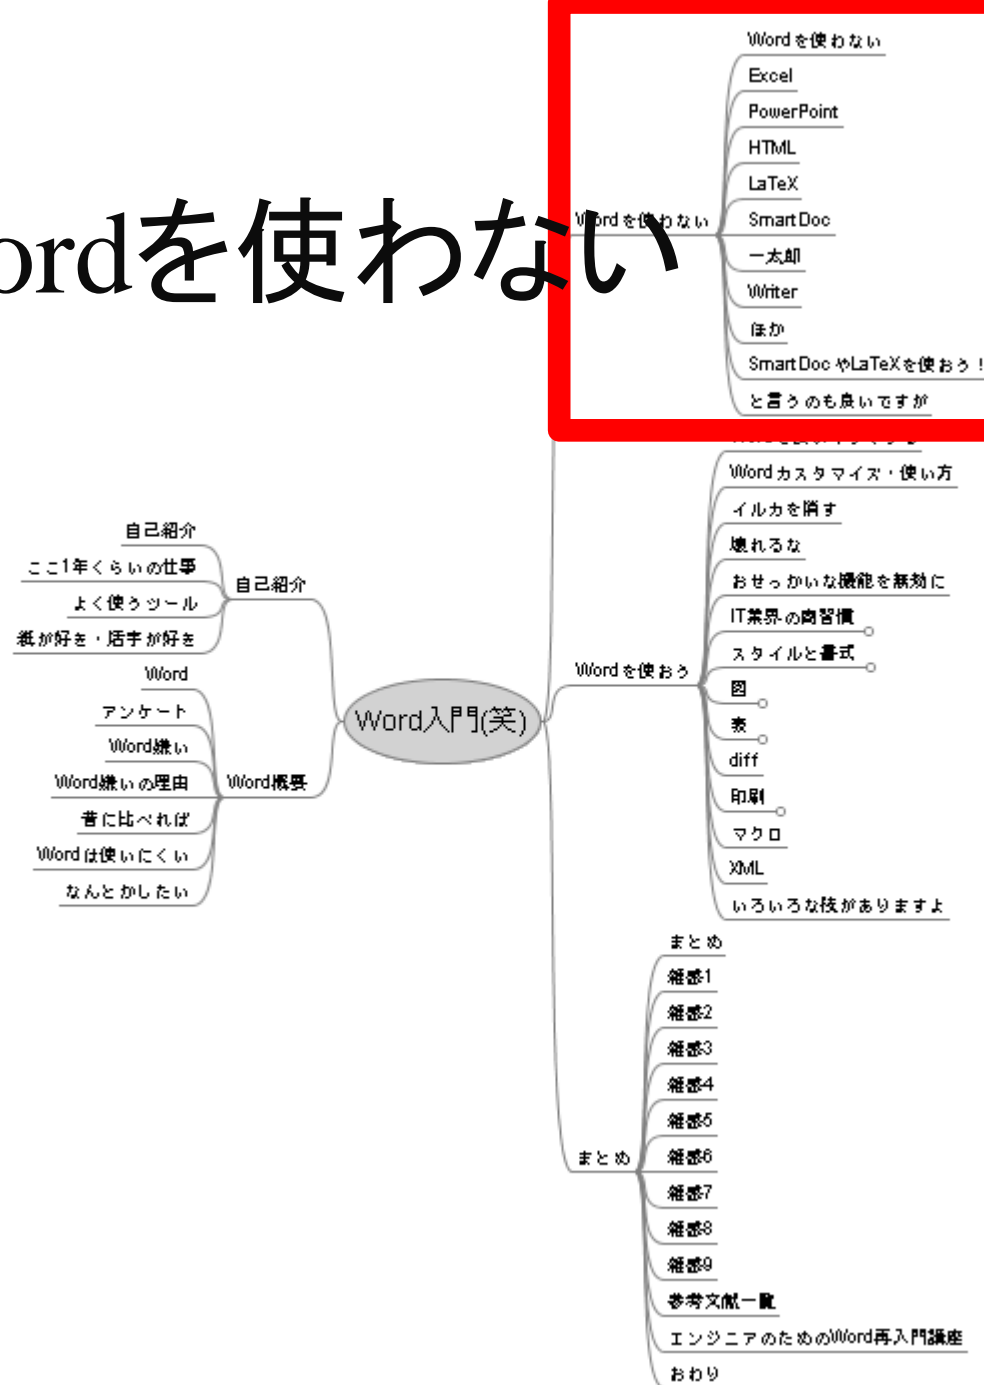 ordを使わない
Wordを使わない
Wordを使わない
Excel
PowerPoint
HTML
LaTeX
SmartDoc
一太郎
Writer
ほか
SmartDocやLaTeXを使おう！
と言うのも良いですが
Word入門(笑)
自己紹介
自己紹介
ここ1年くらいの仕事
よく使うツール
紙が好き・活字が好き
Word概要
Word
アンケート
Word嫌い
Word嫌いの理由
昔に比べれば
Wordは使いにくい
なんとかしたい
Wordを使おう
Wordカスタマイズ・使い方
イルカを消す
壊れるな
おせっかいな機能を無効に
IT業界の商習慣
スタイルと書式
図
表
diff
印刷
マクロ
XML
いろいろな技がありますよ
まとめ
まとめ
雑感1
雑感2
雑感3
雑感4
雑感5
雑感6
雑感7
雑感8
雑感9
参考文献一覧
エンジニアのためのWord再入門講座
おわり